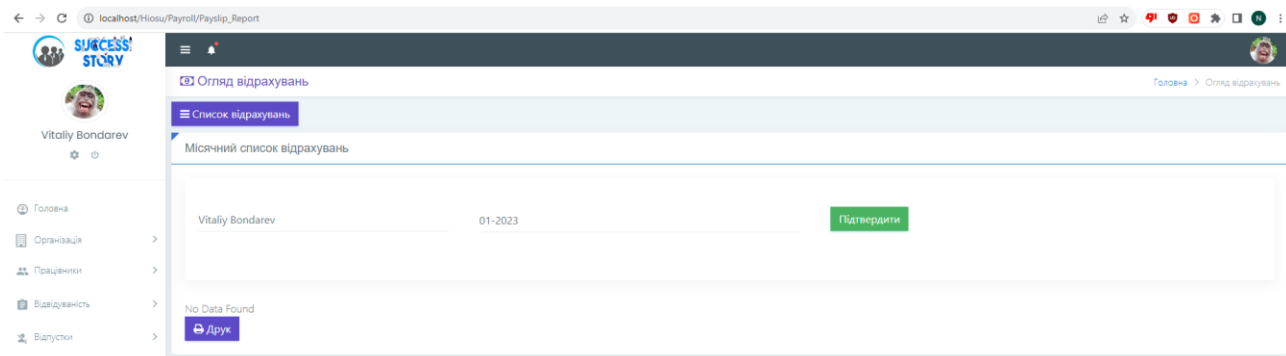 localhost/Hiosu/Payroll/Payslip_Report
N
SUCCESS
STORY
Огляд відрахувань
Головна > Огляд відрахувань
Список відрахувань
Vitaliy Bondarev
Місячний список відрахувань
Головна
Vitaliy Bondarev
01-2023
Підтвердити
Організація
Працівники
Відвідуваність
No Data Found
Друк
Відпустки